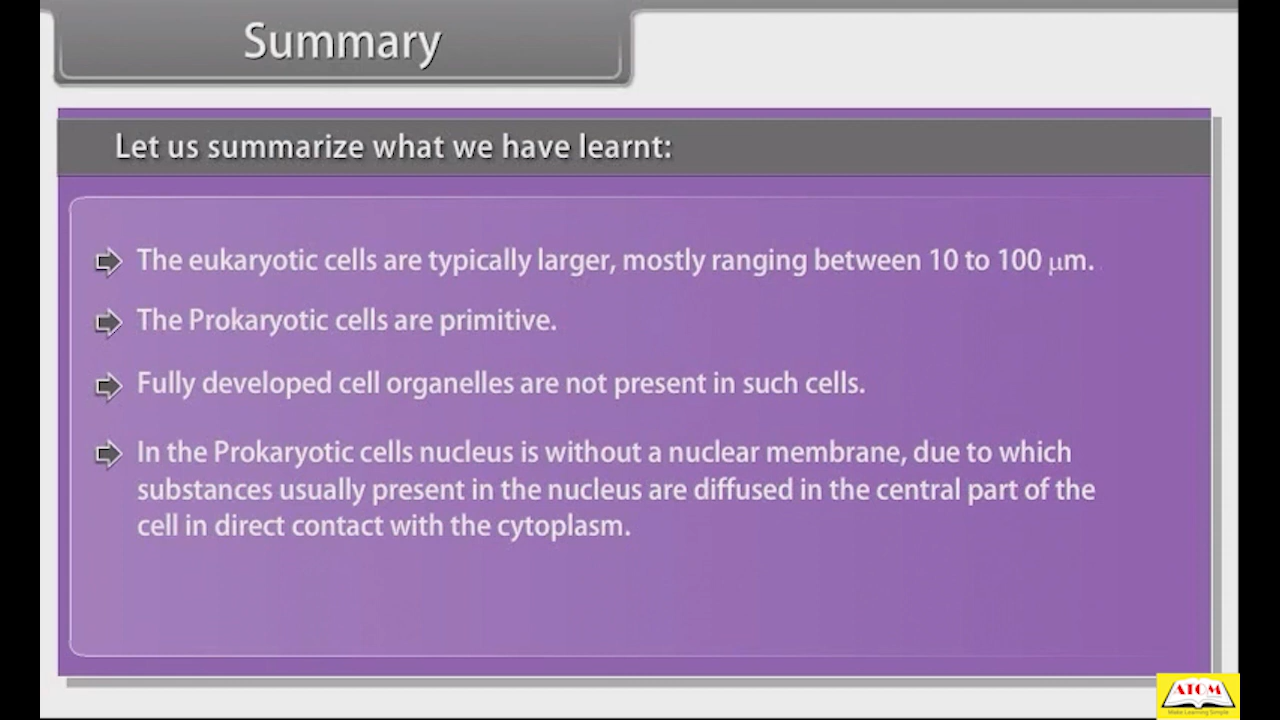 Summary
Let us summarize what we have learnt:
The eukaryotic cells are typically larger, mostly ranging between 10 to 100 μm.
The Prokaryotic cells are primitive.
Fully developed cell organelles are not present in such cells.
In the Prokaryotic cells nucleus is without a nuclear membrane, due to which
substances usually present in the nucleus are diffused in the central part of the
cell in direct contact with the cytoplasm.
ATOM
Make Learning Simple